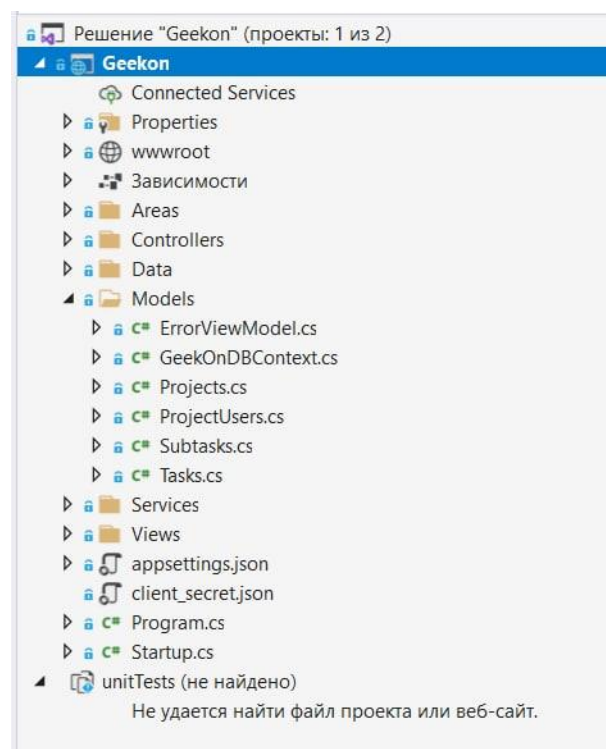 Решение "Geekon" (проекты: 1 из 2)
Geekon
Connected Services
Properties
wwwroot
Зависимости
Areas
Controllers
Data
Models
C# ErrorViewModel.cs
C# GeekOnDBContext.cs
C# Projects.cs
C# ProjectUsers.cs
C# Subtasks.cs
C# Tasks.cs
Services
Views
appsettings.json
client_secret.json
C# Program.cs
C# Startup.cs
unitTests (не найдено)
Не удается найти файл проекта или веб-сайт.